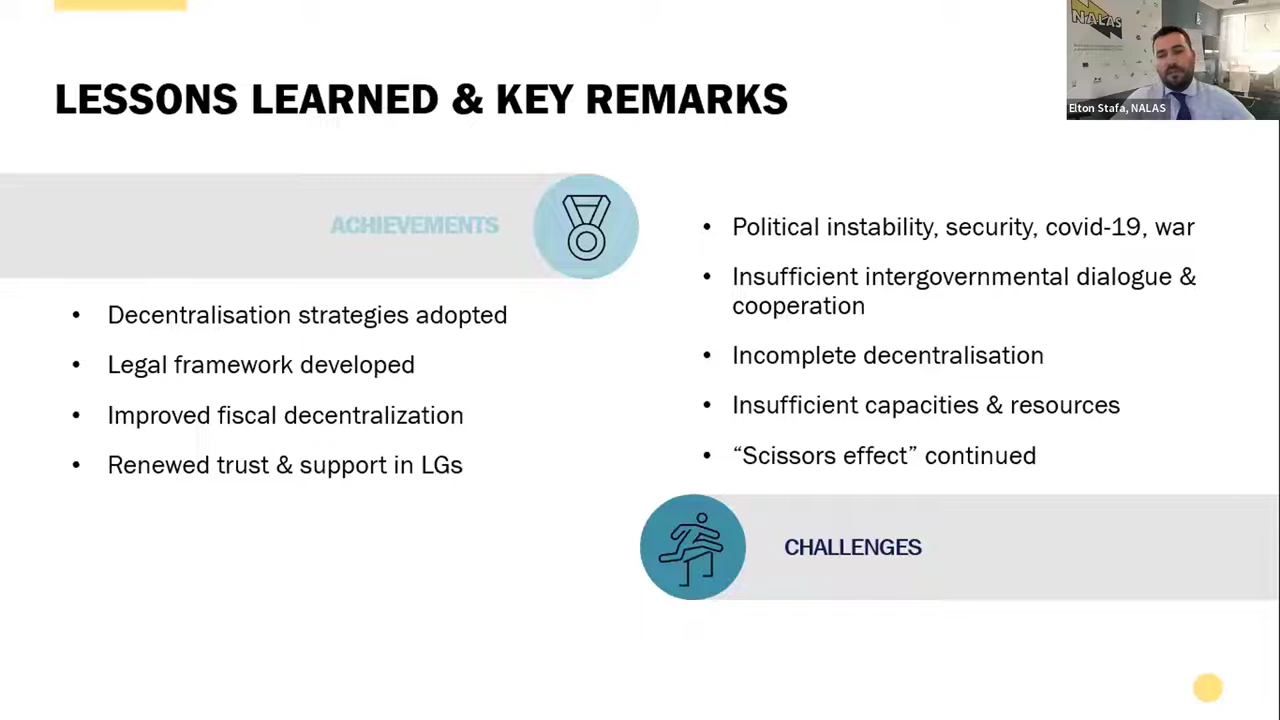 LESSONS LEARNED & KEY REMARKS
NALAS
Elton Stafa, NALAS
ACHIEVEMENTS
• Decentralisation strategies adopted
• Legal framework developed
• Improved fiscal decentralization
• Renewed trust & support in LGs
• Political instability, security, covid-19, war
• Insufficient intergovernmental dialogue &
cooperation
• Incomplete decentralisation
• Insufficient capacities & resources
• “Scissors effect” continued
CHALLENGES